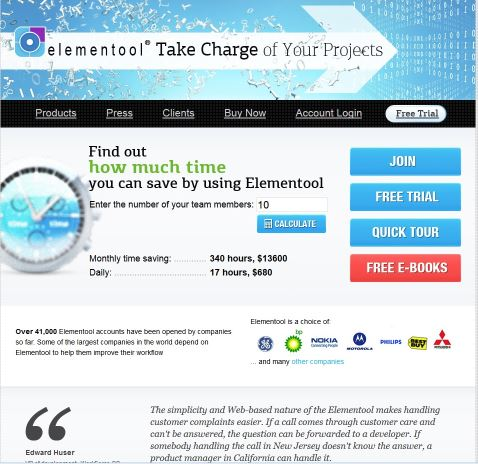 elementool® Take Charge of Your Projects
Products Press Clients Buy Now Account Login Free Trial
Find out
how much time
you can save by using Elementool
Enter the number of your team members: 10
CALCULATE
Monthly time saving: 340 hours, $13600
Daily: 17 hours, $680
JOIN
FREE TRIAL
QUICK TOUR
FREE E-BOOKS
Over 41,000 Elementool accounts have been opened by companies
so far. Some of the largest companies in the world depend on
Elementool to help them improve their workflow
Elementool is a choice of:
GE bp NOKIA Connecting People MOTOROLA PHILIPS BEST BUY MITSUBISHI
... and many other companies
“
Edward Huser
The simplicity and Web-based nature of the Elementool makes handling
customer complaints easier. If a call comes through customer care and
can't be answered, the question can be forwarded to a developer. If
somebody handling the call in New Jersey doesn't know the answer, a
product manager in California can handle it.